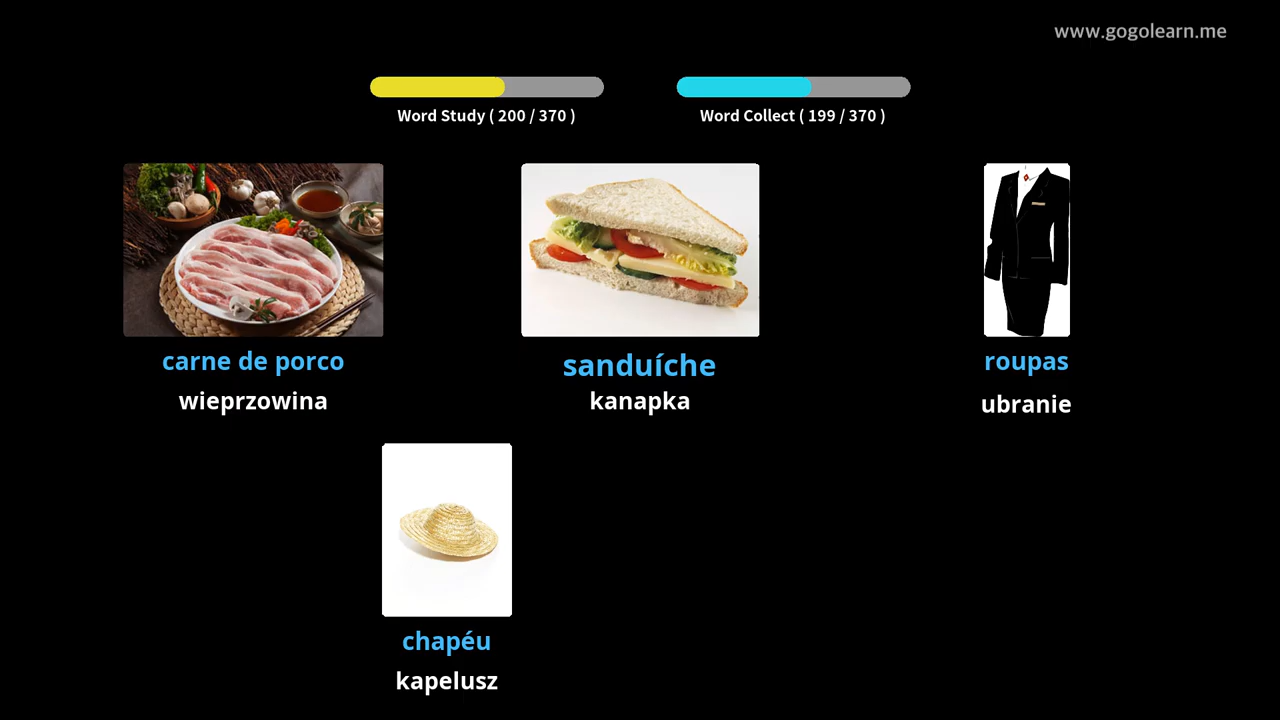 www.gogolearn.me
Word Study ( 200 / 370 )
Word Collect ( 199 / 370 )
carne de porco
wieprzowina
sanduíche
kanapka
roupas
ubranie
chapéu
kapelusz